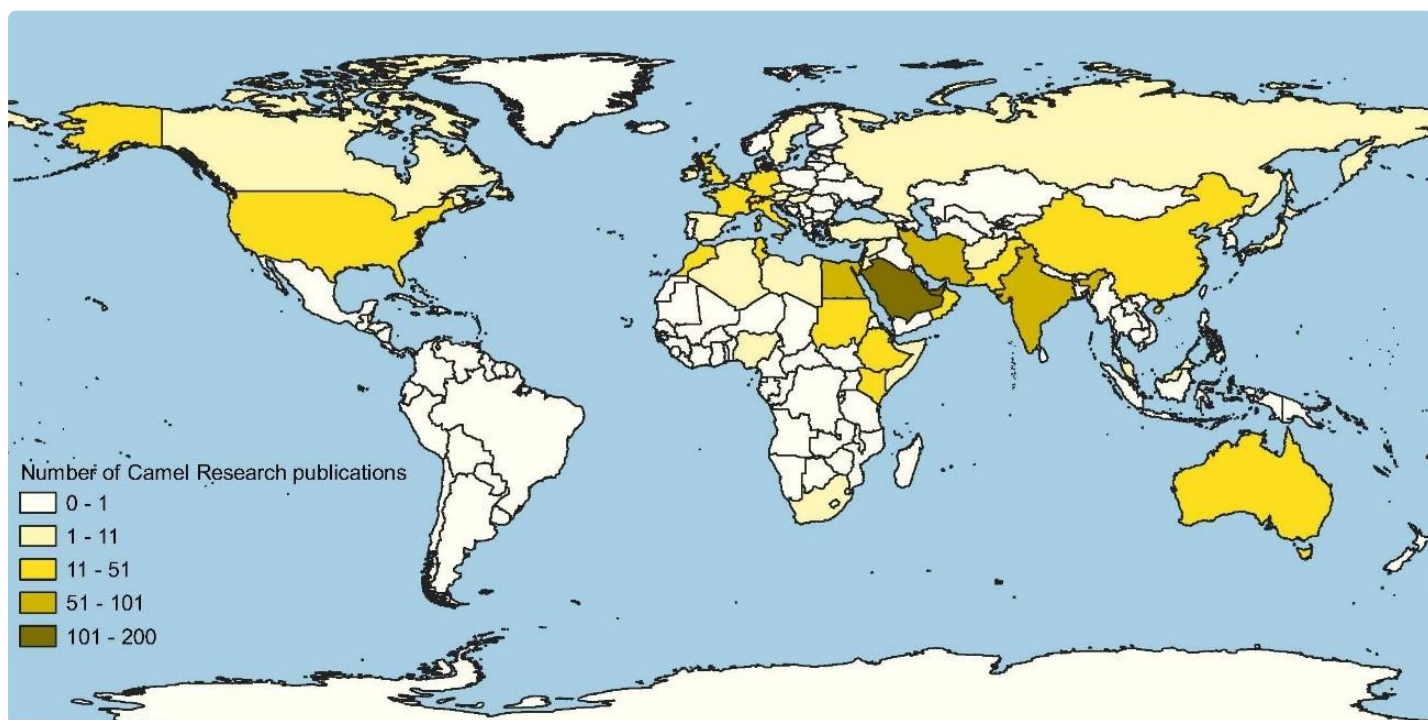 Number of Camel Research publications
0 - 1
1 - 11
11 - 51
51 - 101
101 - 200